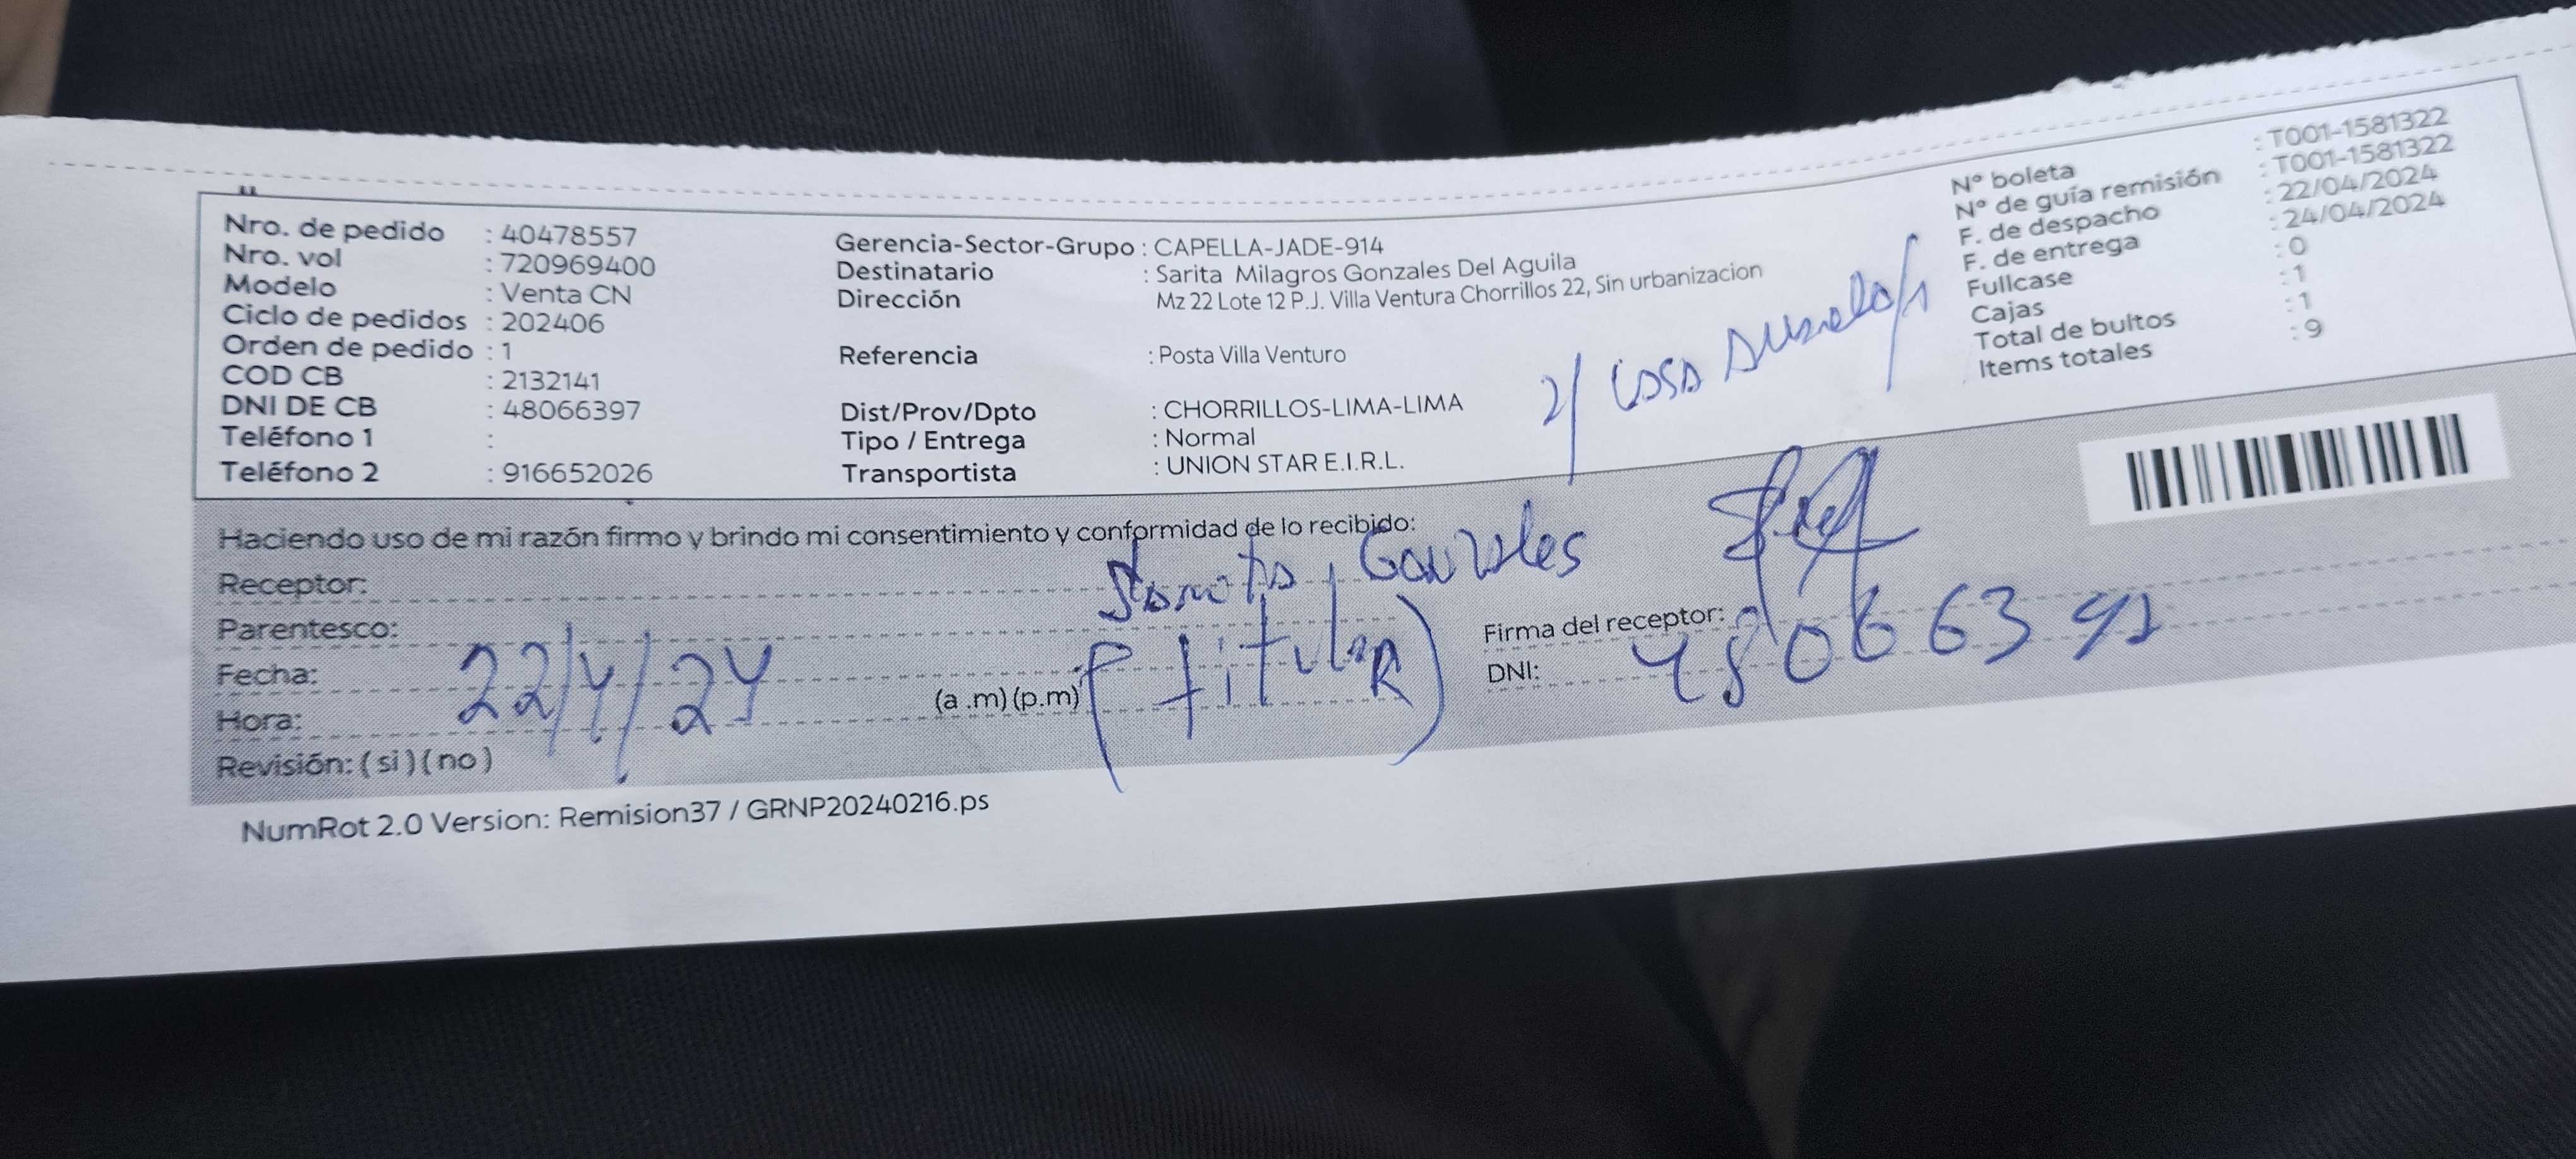 Nro. de pedido : 40478557
Nro. vol : 720969400
Modelo : Venta CN
Ciclo de pedidos : 202406
Orden de pedido : 1
COD CB : 2132141
DNI DE CB : 48066397
Teléfono 1 :
Teléfono 2 : 916652026
Gerencia-Sector-Grupo : CAPELLA-JADE-914
Destinatario : Sarita Milagros Gonzales Del Aguila
Dirección Mz 22 Lote 12 P.J. Villa Ventura Chorrillos 22, Sin urbanizacion
Referencia : Posta Villa Venturo
Dist/Prov/Dpto : CHORRILLOS-LIMA-LIMA
Tipo / Entrega : Normal
Transportista : UNION STAR E.I.R.L.
Nº boleta : T001-1581322
Nº de guía remisión : T001-1581322
F. de despacho : 22/04/2024
F. de entrega : 24/04/2024
Fullcase : 0
Cajas : 1
Total de bultos : 1
Items totales : 9
Haciendo uso de mi razón firmo y brindo mi consentimiento y conformidad de lo recibido:
Receptor: Gonzales
Parentesco: (titular)
Fecha: 22/4/24
Hora: (a .m) (p.m)
Revisión: ( si ) ( no )
Firma del receptor:
DNI: 48066397
NumRot 2.0 Version: Remision37 / GRNP20240216.ps